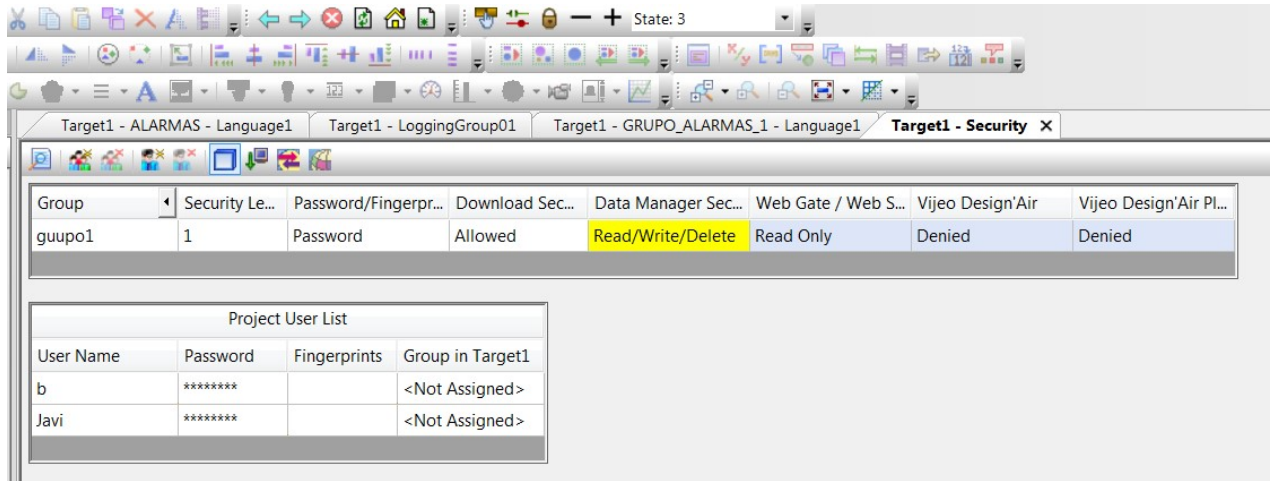 State: 3
Target1 - ALARMAS - Language1 Target1 - LoggingGroup01 Target1 - GRUPO_ALARMAS_1 - Language1 Target1 - Security X
Group Security Le... Password/Fingerpr... Download Sec... Data Manager Sec... Web Gate / Web S... Vijeo Design'Air Vijeo Design'Air Pl...
guupo1 1 Password Allowed Read/Write/Delete Read Only Denied Denied
Project User List
User Name Password Fingerprints Group in Target1
b ******** <Not Assigned>
Javi ******** <Not Assigned>